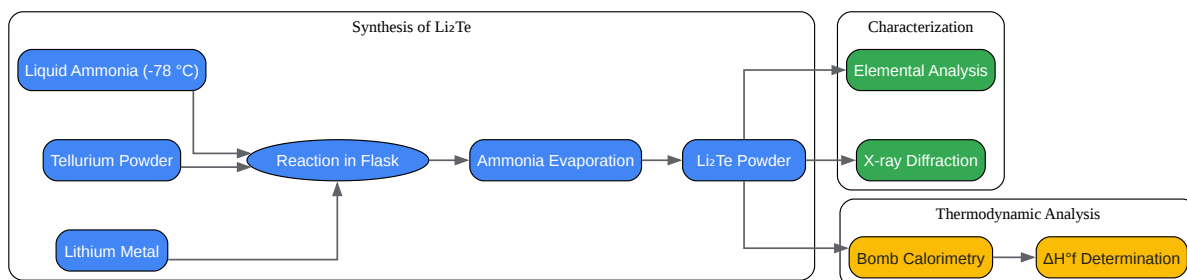 Synthesis of Li₂Te
Characterization
Liquid Ammonia (-78 °C)
Elemental Analysis
Tellurium Powder
Reaction in Flask
Ammonia Evaporation
Li₂Te Powder
X-ray Diffraction
Thermodynamic Analysis
Lithium Metal
Bomb Calorimetry
ΔH°f Determination